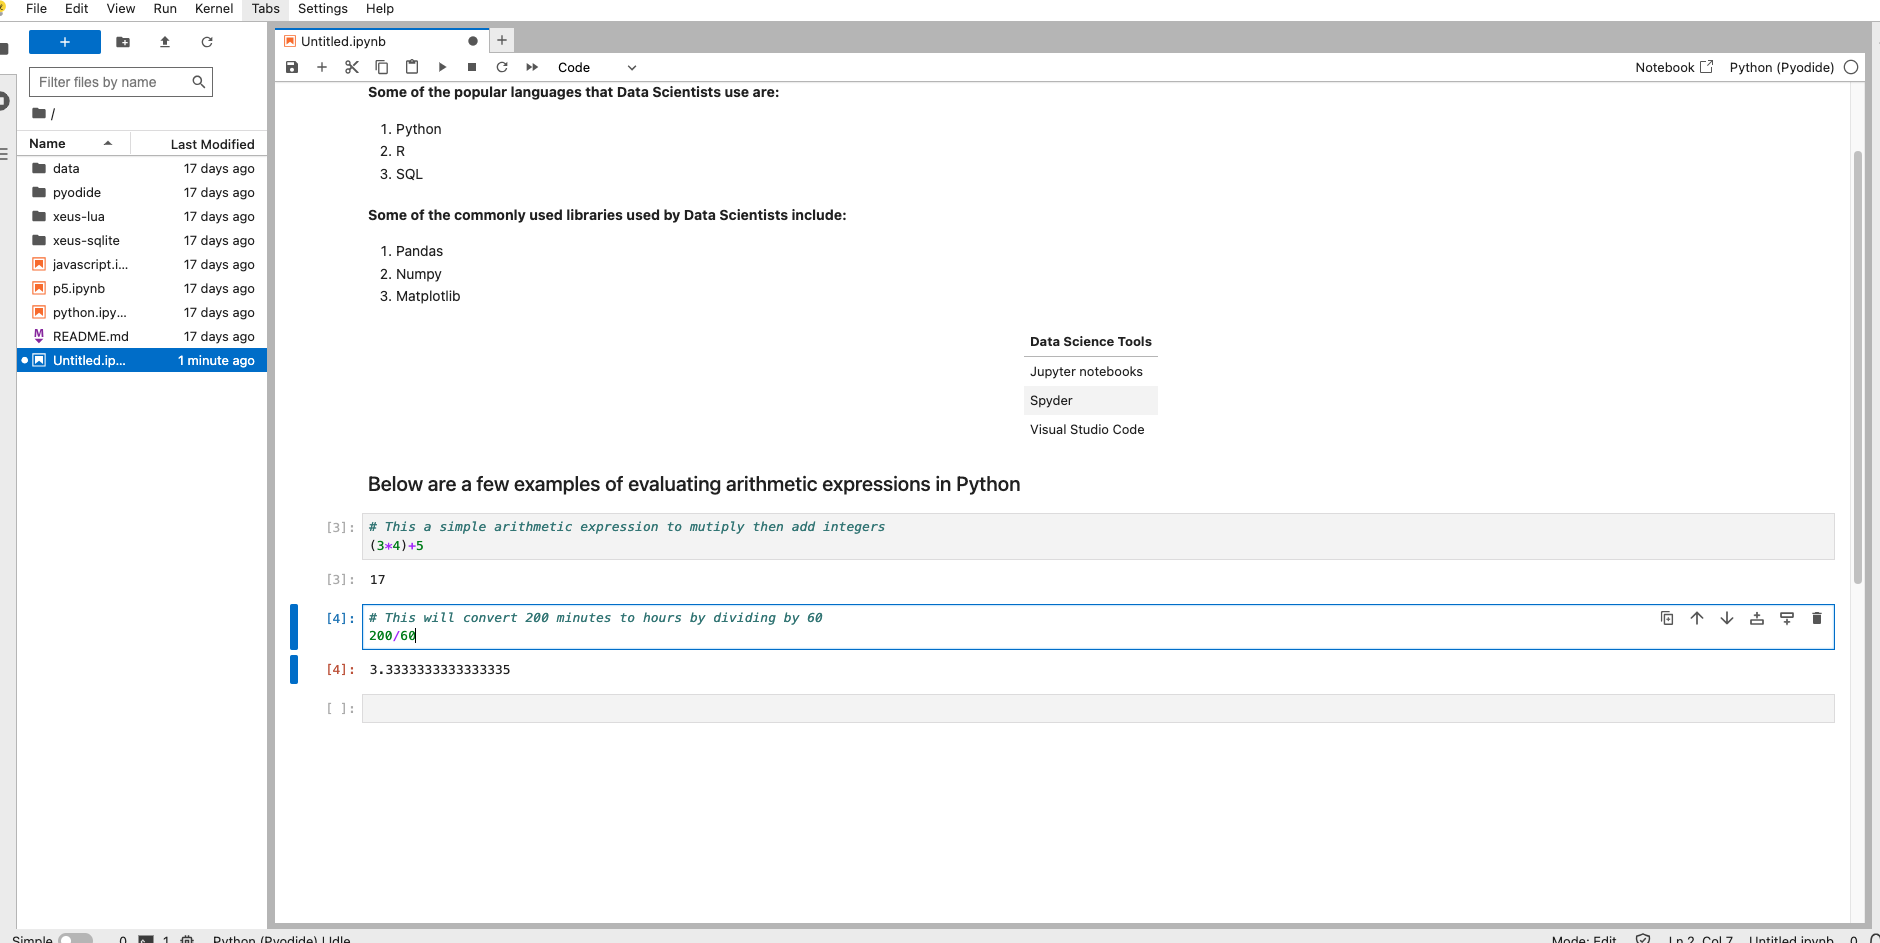 File Edit View Run Kernel Tabs Settings Help
+
Filter files by name
/
Name Last Modified
data 17 days ago
pyodide 17 days ago
xeus-lua 17 days ago
xeus-sqlite 17 days ago
javascript.i... 17 days ago
p5.ipynb 17 days ago
python.ipy... 17 days ago
README.md 17 days ago
Untitled.ip... 1 minute ago
Untitled.ipynb
Code
Notebook Python (Pyodide)
Some of the popular languages that Data Scientists use are:
1. Python
2. R
3. SQL
Some of the commonly used libraries used by Data Scientists include:
1. Pandas
2. Numpy
3. Matplotlib
Data Science Tools
Jupyter notebooks
Spyder
Visual Studio Code
Below are a few examples of evaluating arithmetic expressions in Python
[3]: # This a simple arithmetic expression to mutiply then add integers
(3*4)+5
[3]: 17
[4]: # This will convert 200 minutes to hours by dividing by 60
200/60
[4]: 3.3333333333333335
[ ]:
Simple 0 1 Python (Pyodide) | Idle Mode: Edit Ln 2, Col 7 Untitled.ipynb 0